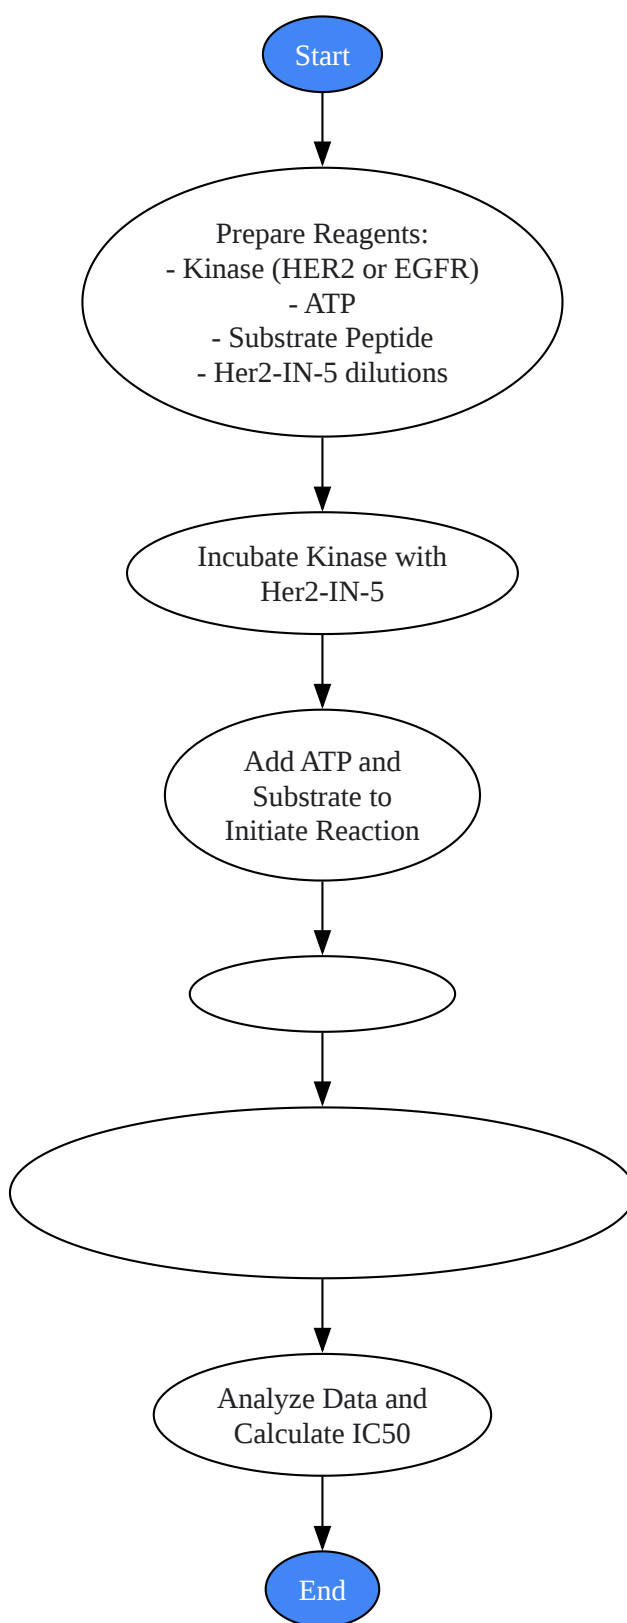 Start
Prepare Reagents:
- Kinase (HER2 or EGFR)
- ATP
- Substrate Peptide
- Her2-IN-5 dilutions
Incubate Kinase with
Her2-IN-5
Add ATP and
Substrate to
Initiate Reaction
Analyze Data and
Calculate IC50
End